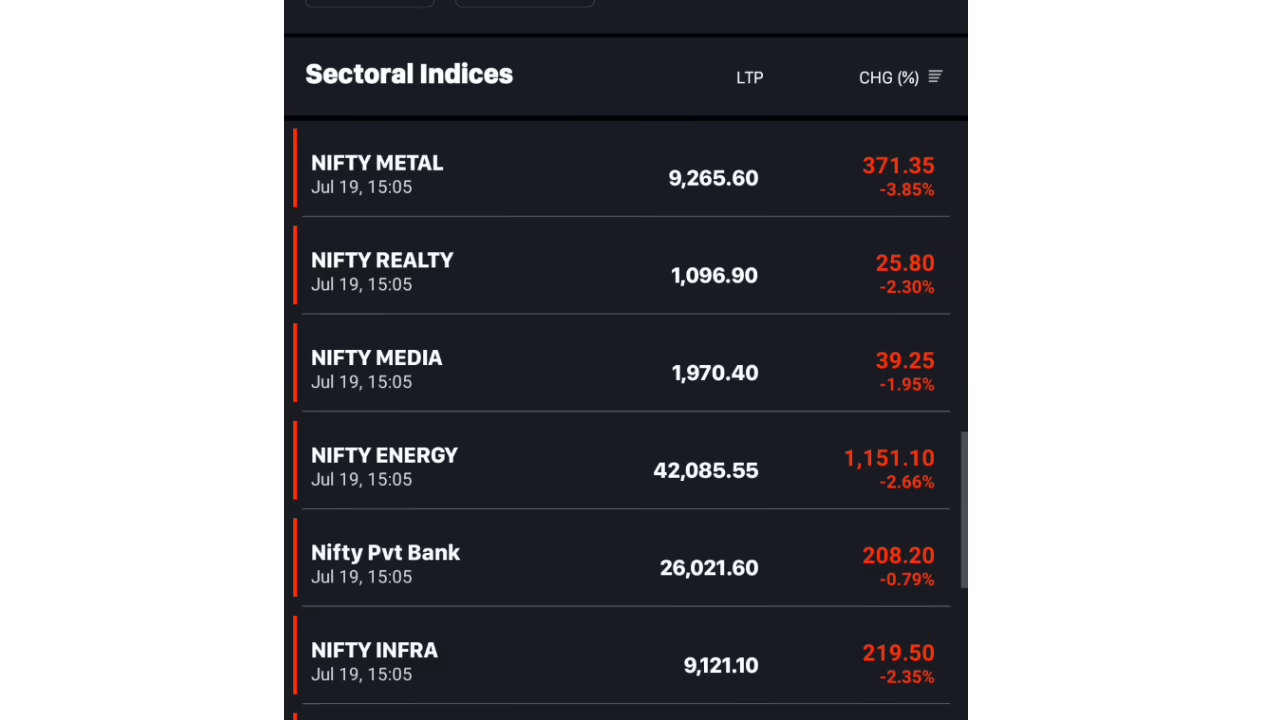 Sectoral Indices LTP CHG (%)
NIFTY METAL 9,265.60 371.35
Jul 19, 15:05 -3.85%
NIFTY REALTY 1,096.90 25.80
Jul 19, 15:05 -2.30%
NIFTY MEDIA 1,970.40 39.25
Jul 19, 15:05 -1.95%
NIFTY ENERGY 42,085.55 1,151.10
Jul 19, 15:05 -2.66%
Nifty Pvt Bank 26,021.60 208.20
Jul 19, 15:05 -0.79%
NIFTY INFRA 9,121.10 219.50
Jul 19, 15:05 -2.35%